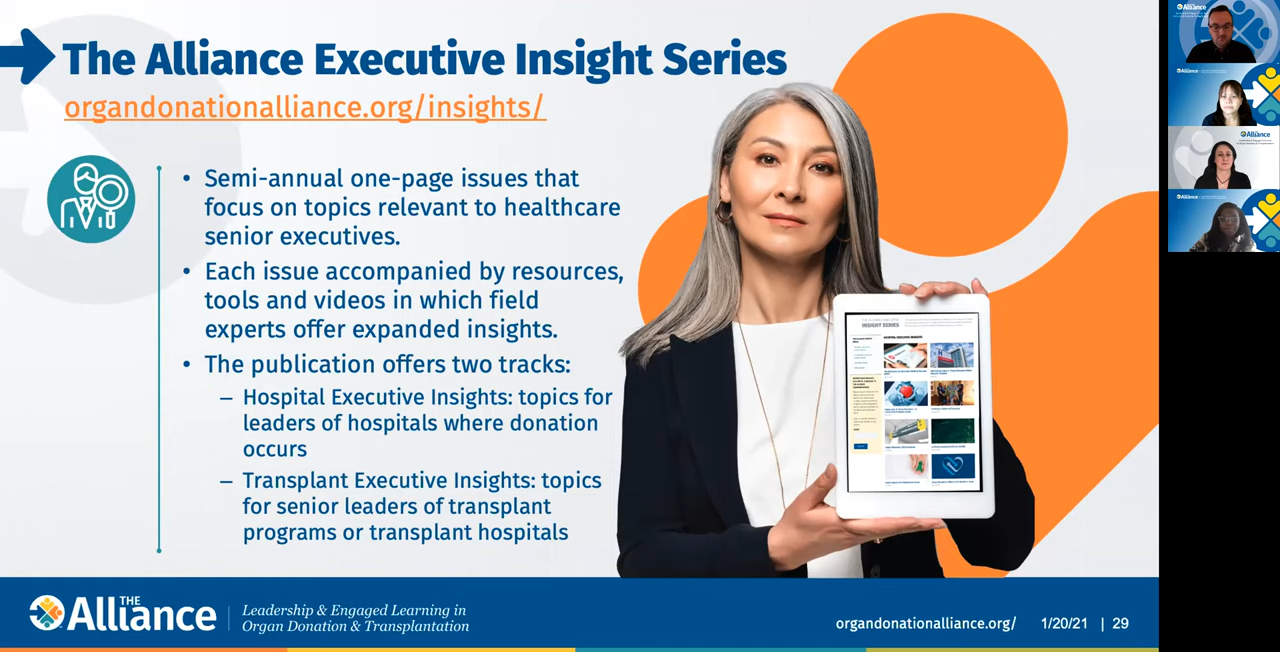 The Alliance Executive Insight Series
organdonationalliance.org/insights/
• Semi-annual one-page issues that
focus on topics relevant to healthcare
senior executives.
• Each issue accompanied by resources,
tools and videos in which field
experts offer expanded insights.
• The publication offers two tracks:
– Hospital Executive Insights: topics for
leaders of hospitals where donation
occurs
– Transplant Executive Insights: topics
for senior leaders of transplant
programs or transplant hospitals
INSIGHT SERIES
THE Alliance
Leadership & Engaged Learning in
Organ Donation & Transplantation
organdonationalliance.org/ 1/20/21 | 29
Alliance
Alliance
Alliance
Alliance